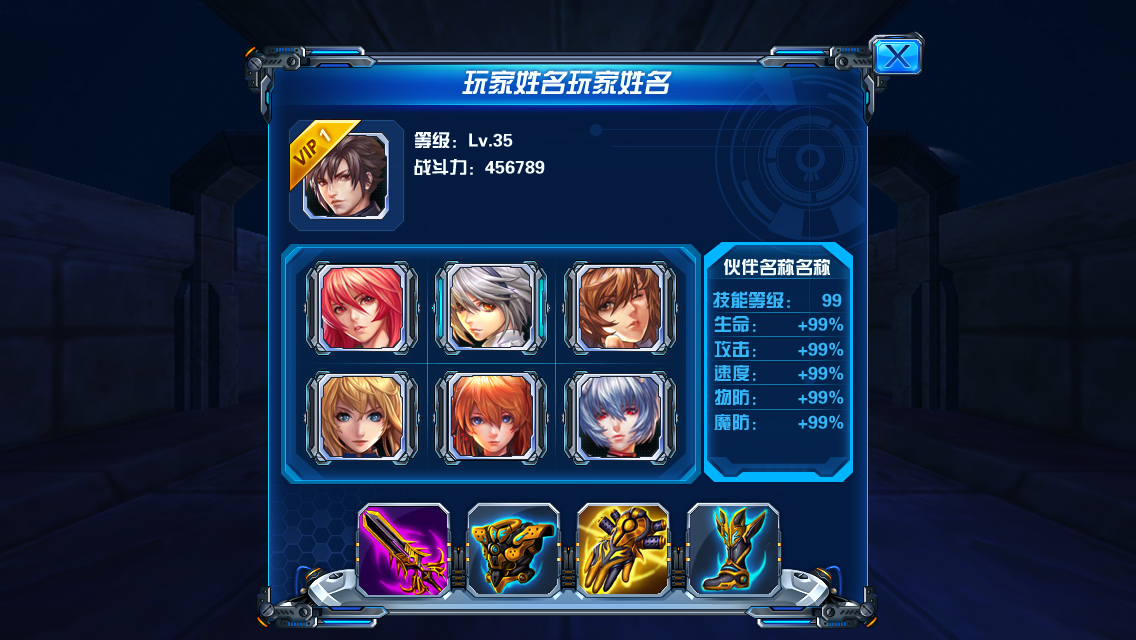 玩家姓名玩家姓名
VIP 1
等级：Lv.35
战斗力：456789
伙伴名称名称
技能等级： 99
生命： +99%
攻击： +99%
速度： +99%
物防： +99%
魔防： +99%